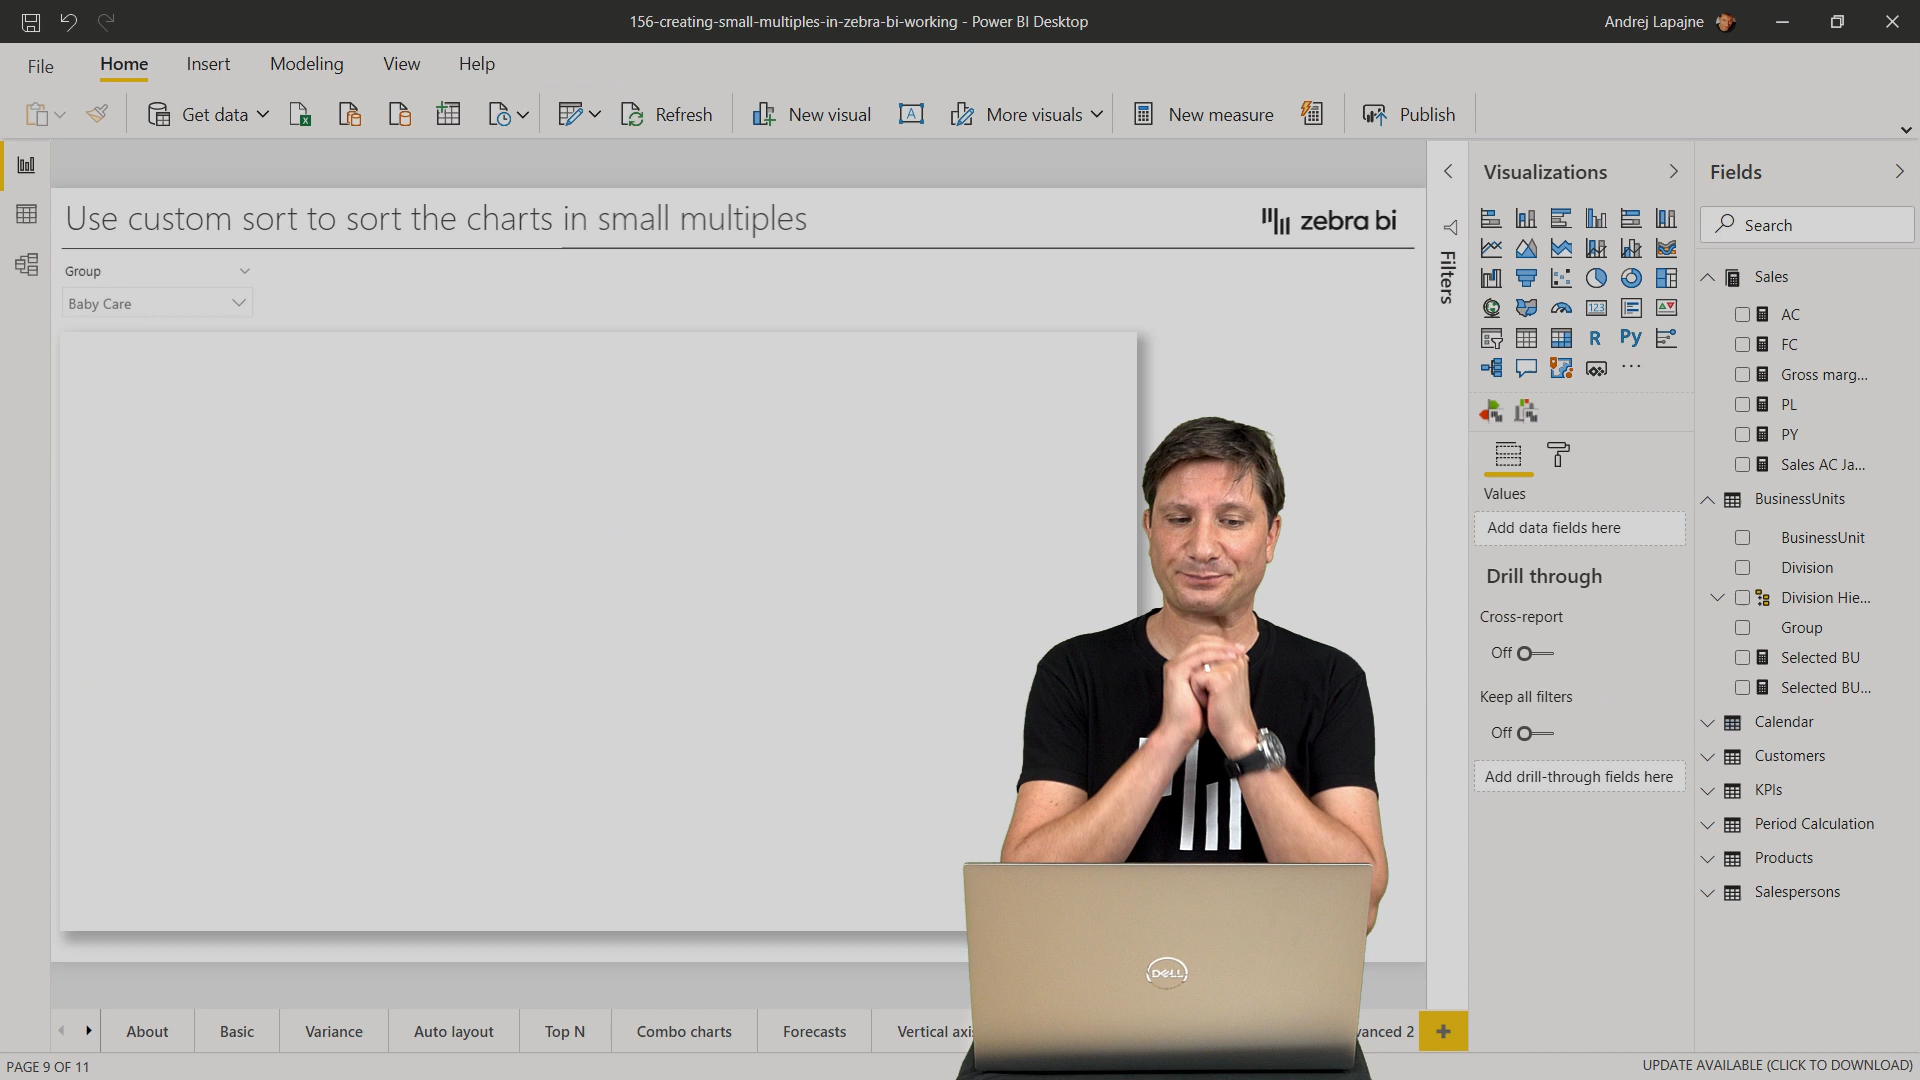 156-creating-small-multiples-in-zebra-bi-working - Power BI Desktop
Andrej Lapajne
File
Home
Insert
Modeling
View
Help
Get data
Refresh
New visual
More visuals
New measure
Publish
Use custom sort to sort the charts in small multiples
zebra bi
Group
Baby Care
Filters
Visualizations
R
Py
123
Values
Add data fields here
Drill through
Cross-report
Off
Keep all filters
Off
Add drill-through fields here
Fields
Search
Sales
AC
FC
Gross marg...
PL
PY
Sales AC Ja...
BusinessUnits
BusinessUnit
Division
Division Hie...
Group
Selected BU
Selected BU...
Calendar
Customers
KPIs
Period Calculation
Products
Salespersons
DELL
About
Basic
Variance
Auto layout
Top N
Combo charts
Forecasts
Vertical axi
vanced 2
PAGE 9 OF 11
UPDATE AVAILABLE (CLICK TO DOWNLOAD)